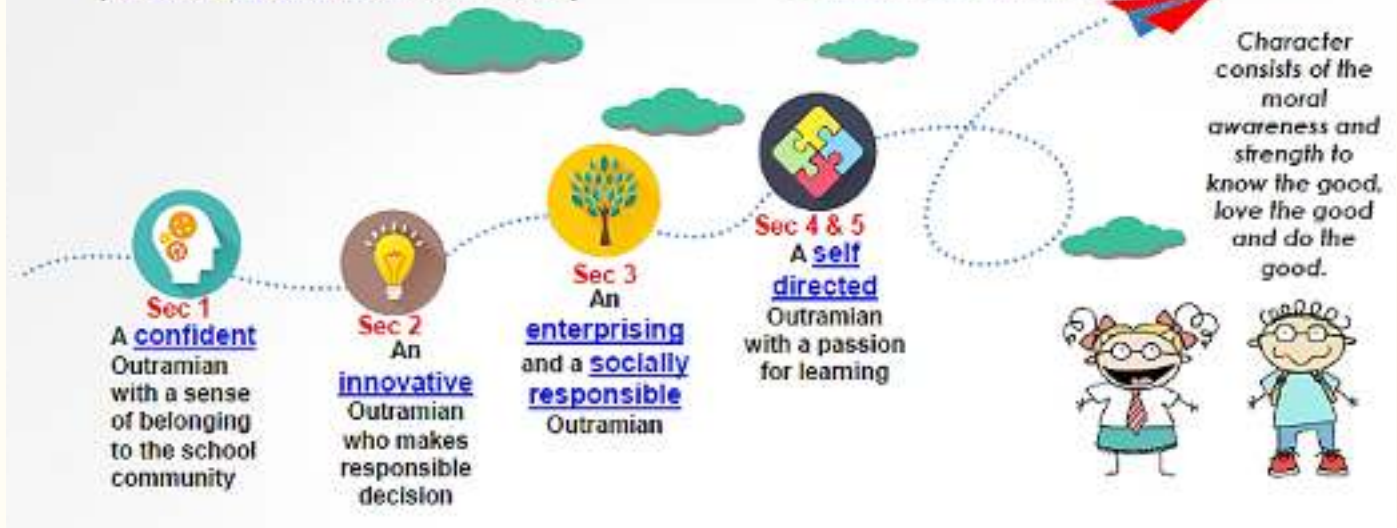 Character
consists of the
moral
awareness and
strength to
know the good,
love the good
and do the
good.
Sec 1
A confident
Outramian
with a sense
of belonging
to the school
community
Sec 2
An
innovative
Outramian
who makes
responsible
decision
Sec 3
An
enterprising
and a socially
responsible
Outramian
Sec 4 & 5
A self
directed
Outramian
with a passion
for learning